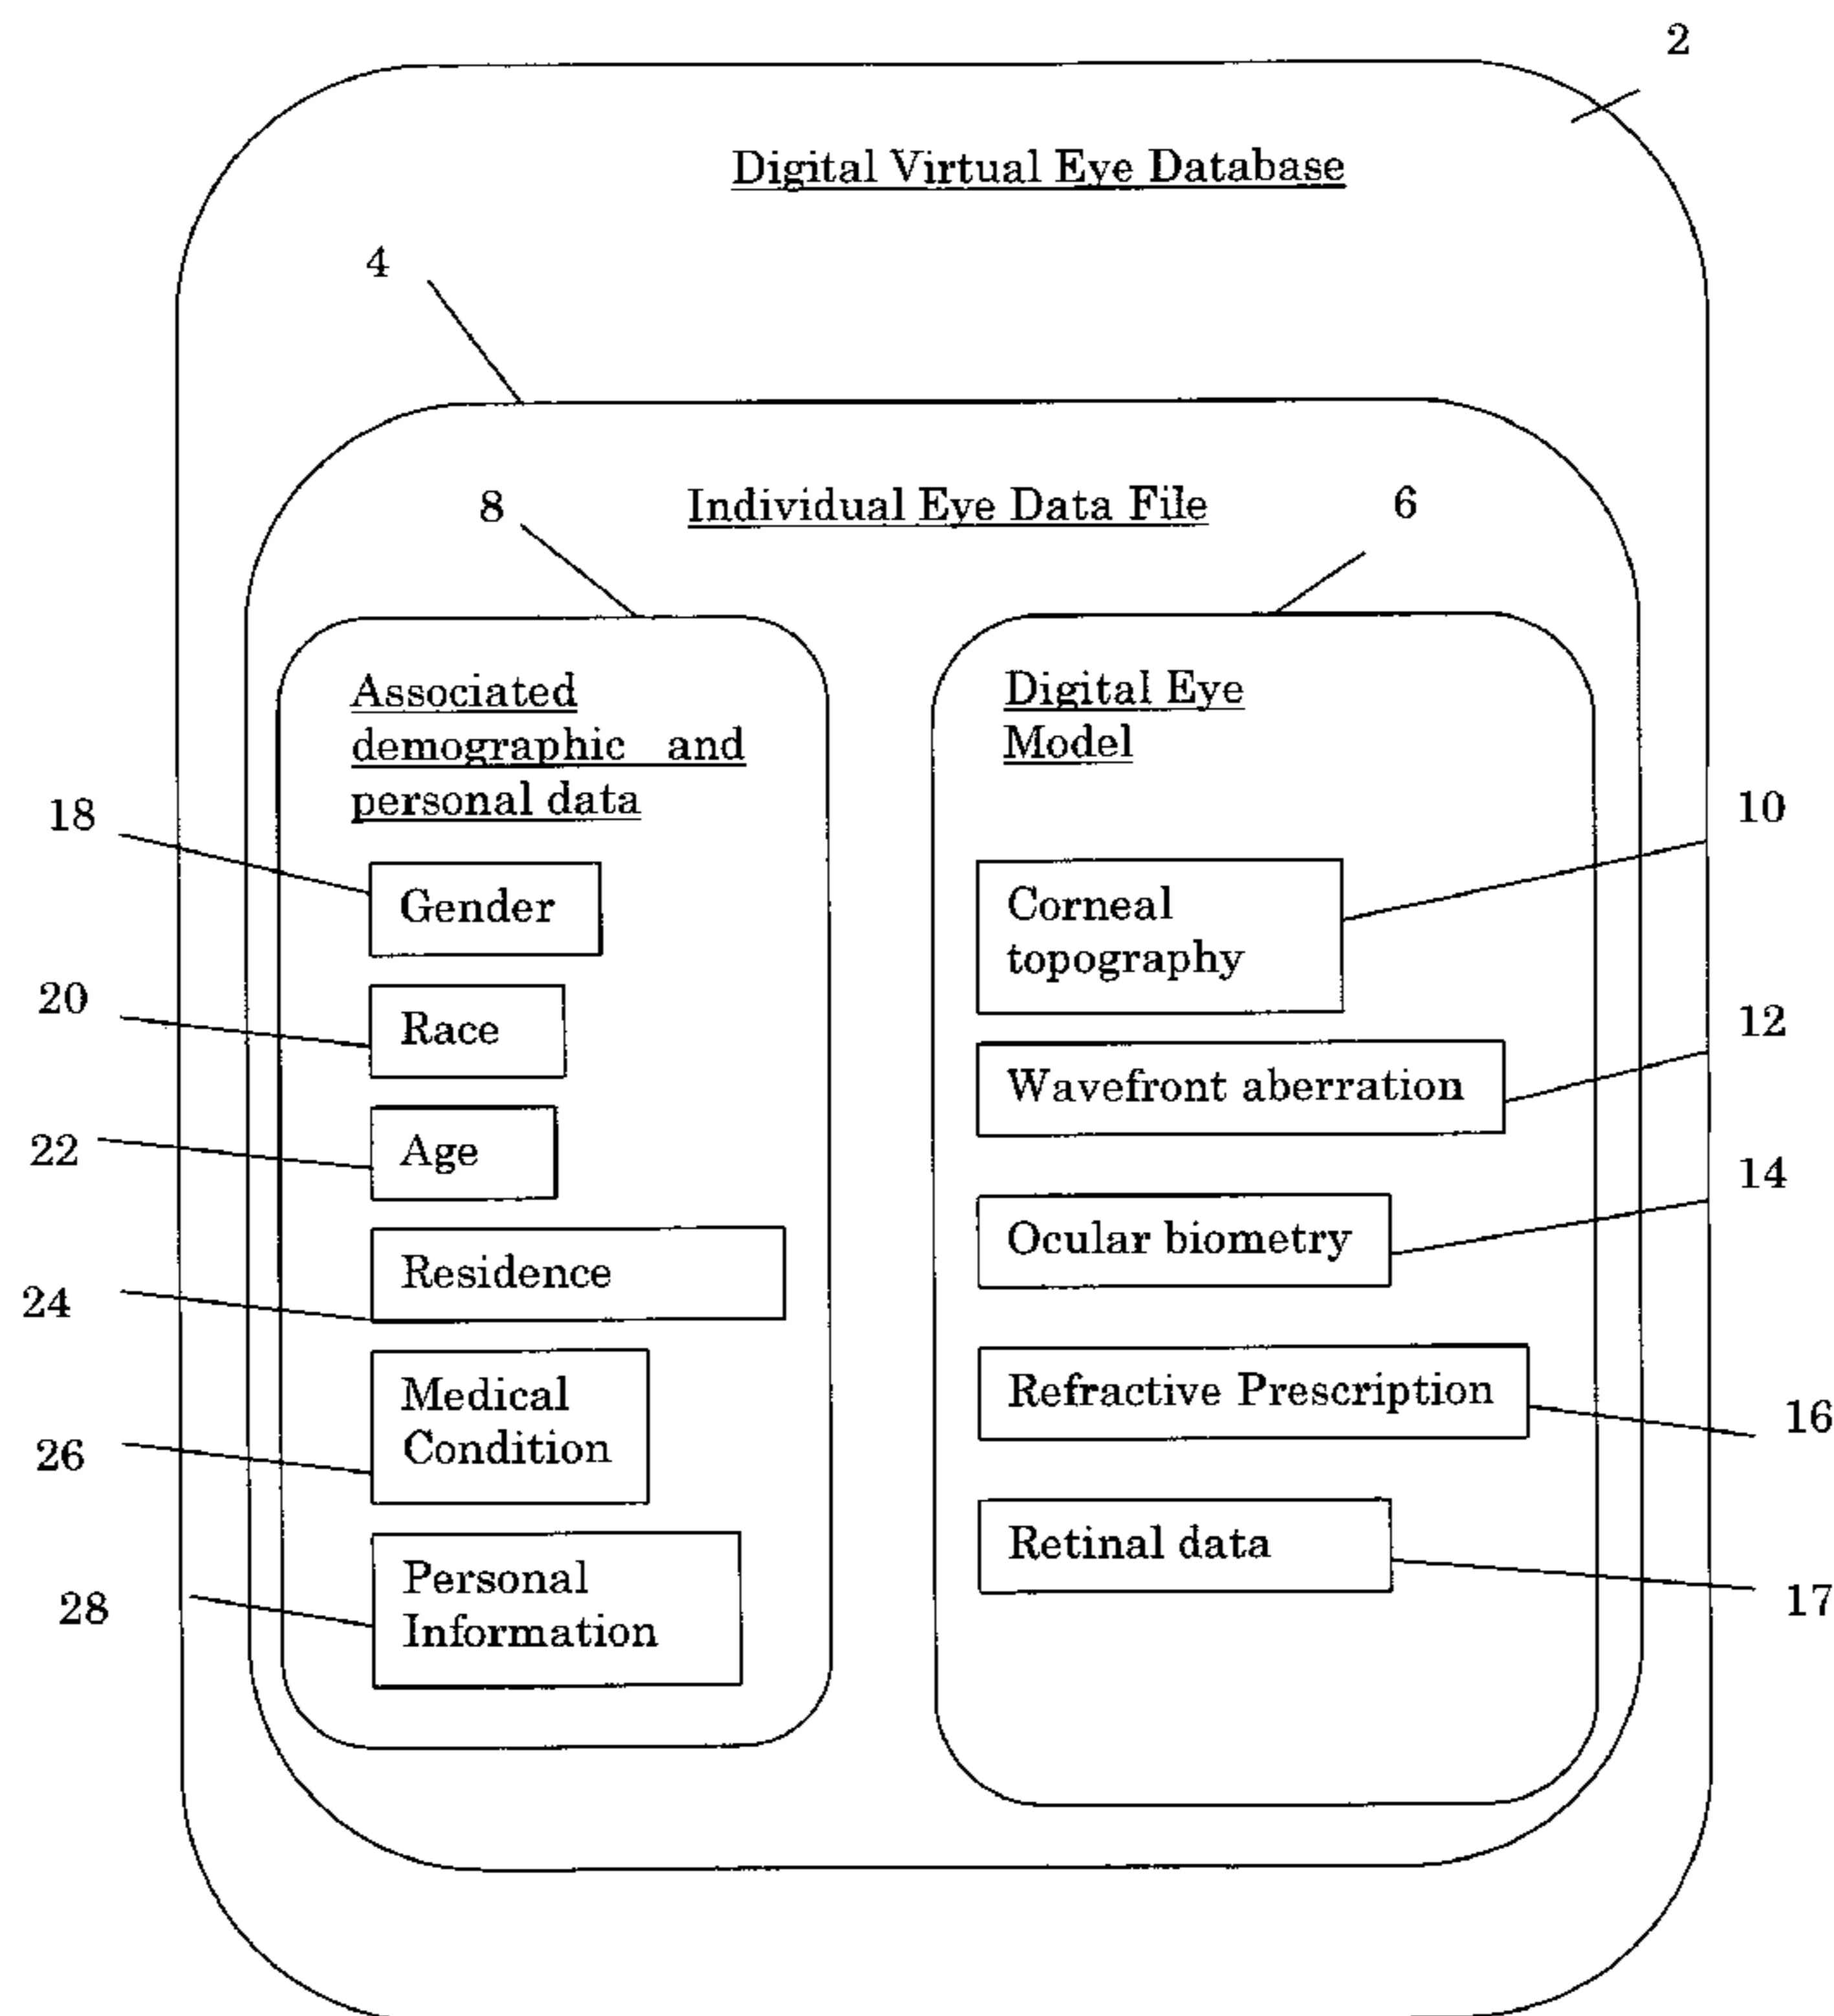 2
Digital Virtual Eye Database
4
Individual Eye Data File
8
6
Associated
demographic and
personal data
18
Gender
20
Race
22
Age
24
Residence
26
Medical
Condition
28
Personal
Information
Digital Eye
Model
10
Corneal
topography
12
Wavefront aberration
14
Ocular biometry
16
Refractive Prescription
17
Retinal data